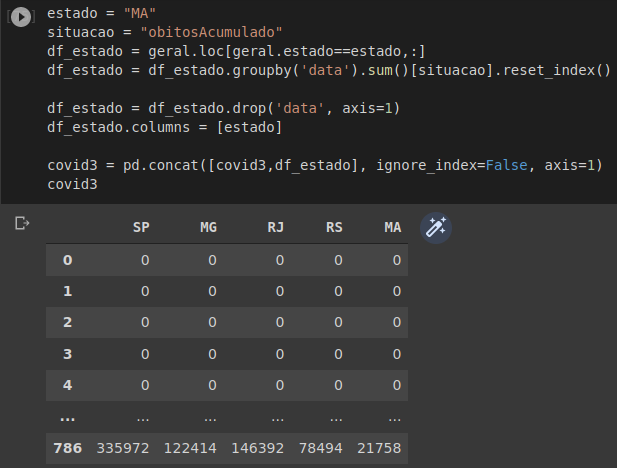 estado = "MA"
situacao = "obitosAcumulado"
df_estado = geral.loc[geral.estado==estado,:]
df_estado = df_estado.groupby('data').sum()[situacao].reset_index()
df_estado = df_estado.drop('data', axis=1)
df_estado.columns = [estado]
covid3 = pd.concat([covid3,df_estado], ignore_index=False, axis=1)
covid3
SP MG RJ RS MA
0 0 0 0 0 0
1 0 0 0 0 0
2 0 0 0 0 0
3 0 0 0 0 0
4 0 0 0 0 0
... ... ... ... ... ...
786 335972 122414 146392 78494 21758